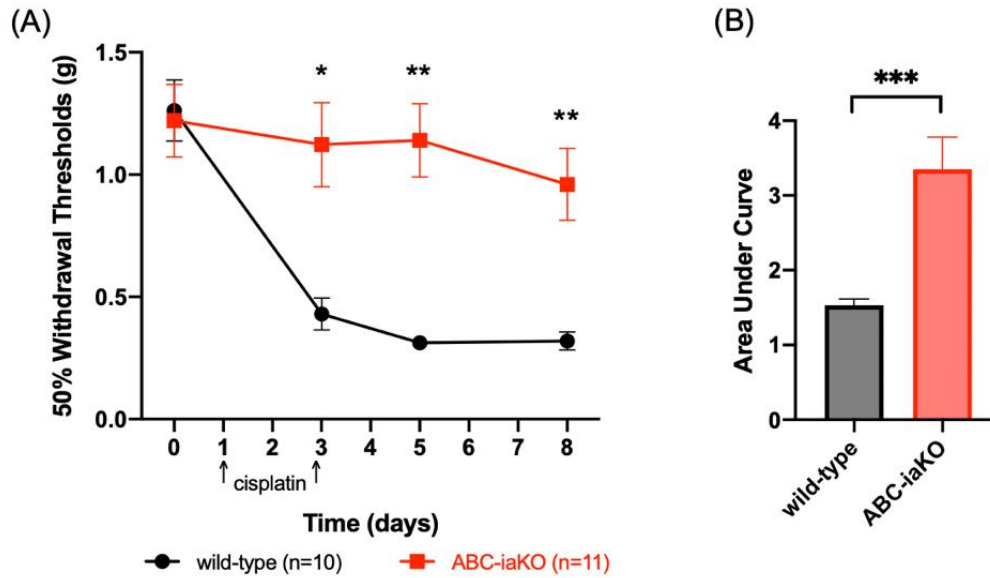 (A)
50% Withdrawal Thresholds (g)
1.5
1.0
0.5
0.0
* ** **
0 1 2 3 4 5 6 7 8
↑ cisplatin ↑
Time (days)
wild-type (n=10) ABC-iaKO (n=11)
(B)
***
Area Under Curve
4
3
2
1
0
wild-type
ABC-iaKO